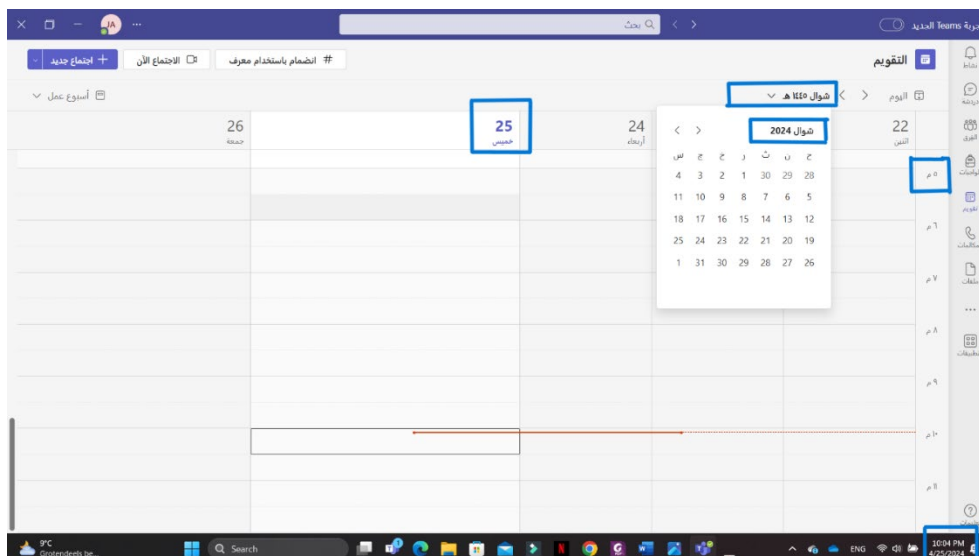 تجربة Teams الجديد
بحث
JA
التقويم
# انضمام باستخدام معرف
الاجتماع الآن
+ اجتماع جديد
اليوم
شوال ١٤٤٥ هـ
أسبوع عمل
22
اثنين
24
أربعاء
25
خميس
26
جمعة
شوال 2024
ح ن ث ر خ ج س
28 29 30 1 2 3 4
5 6 7 8 9 10 11
12 13 14 15 16 17 18
19 20 21 22 23 24 25
26 27 28 29 30 31 1
٥ م
٦ م
٧ م
٨ م
٩ م
١٠ م
١١ م
نشاط
دردشة
الفرق
الواجبات
تقويم
مكالمات
ملفات
تطبيقات
9°C
Grotendeels be...
Search
ENG
10:04 PM
4/25/2024